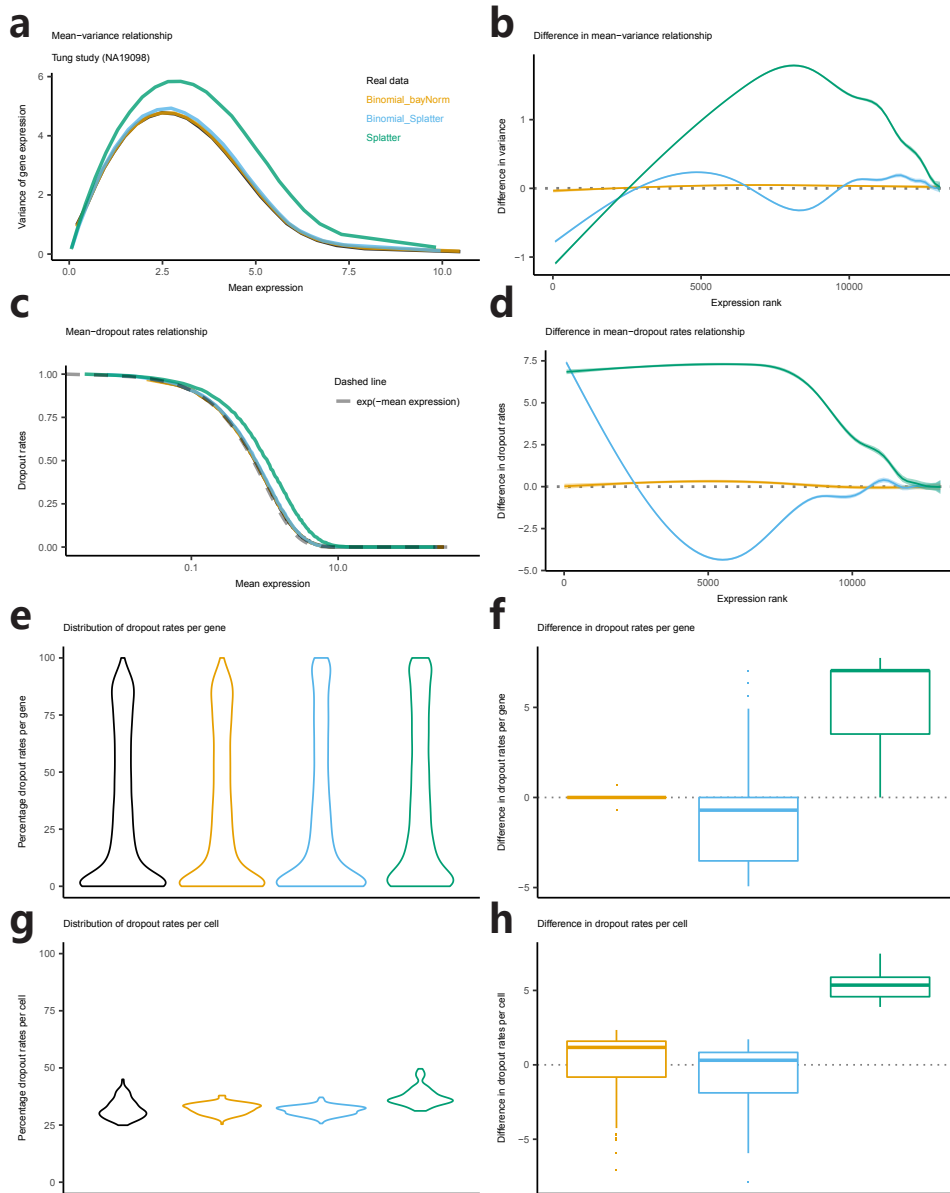 a
Mean−variance relationship
Tung study (NA19098)
Variance of gene expression
6
4
2
0
0.0
2.5
5.0
7.5
10.0
Mean expression
Real data
Binomial_bayNorm
Binomial_Splatter
Splatter
b
Difference in mean−variance relationship
Difference in variance
1
0
−1
0
5000
10000
Expression rank
c
Mean−dropout rates relationship
Dropout rates
1.00
0.75
0.50
0.25
0.00
0.1
10.0
Mean expression
Dashed line
exp(−mean expression)
d
Difference in mean−dropout rates relationship
Difference in dropout rates
7.5
5.0
2.5
0.0
−2.5
−5.0
0
5000
10000
Expression rank
e
Distribution of dropout rates per gene
Percentage dropout rates per gene
100
75
50
25
0
f
Difference in dropout rates per gene
Difference in dropout rates per gene
5
0
−5
g
Distribution of dropout rates per cell
Percentage dropout rates per cell
100
75
50
25
0
h
Difference in dropout rates per cell
Difference in dropout rates per cell
5
0
−5